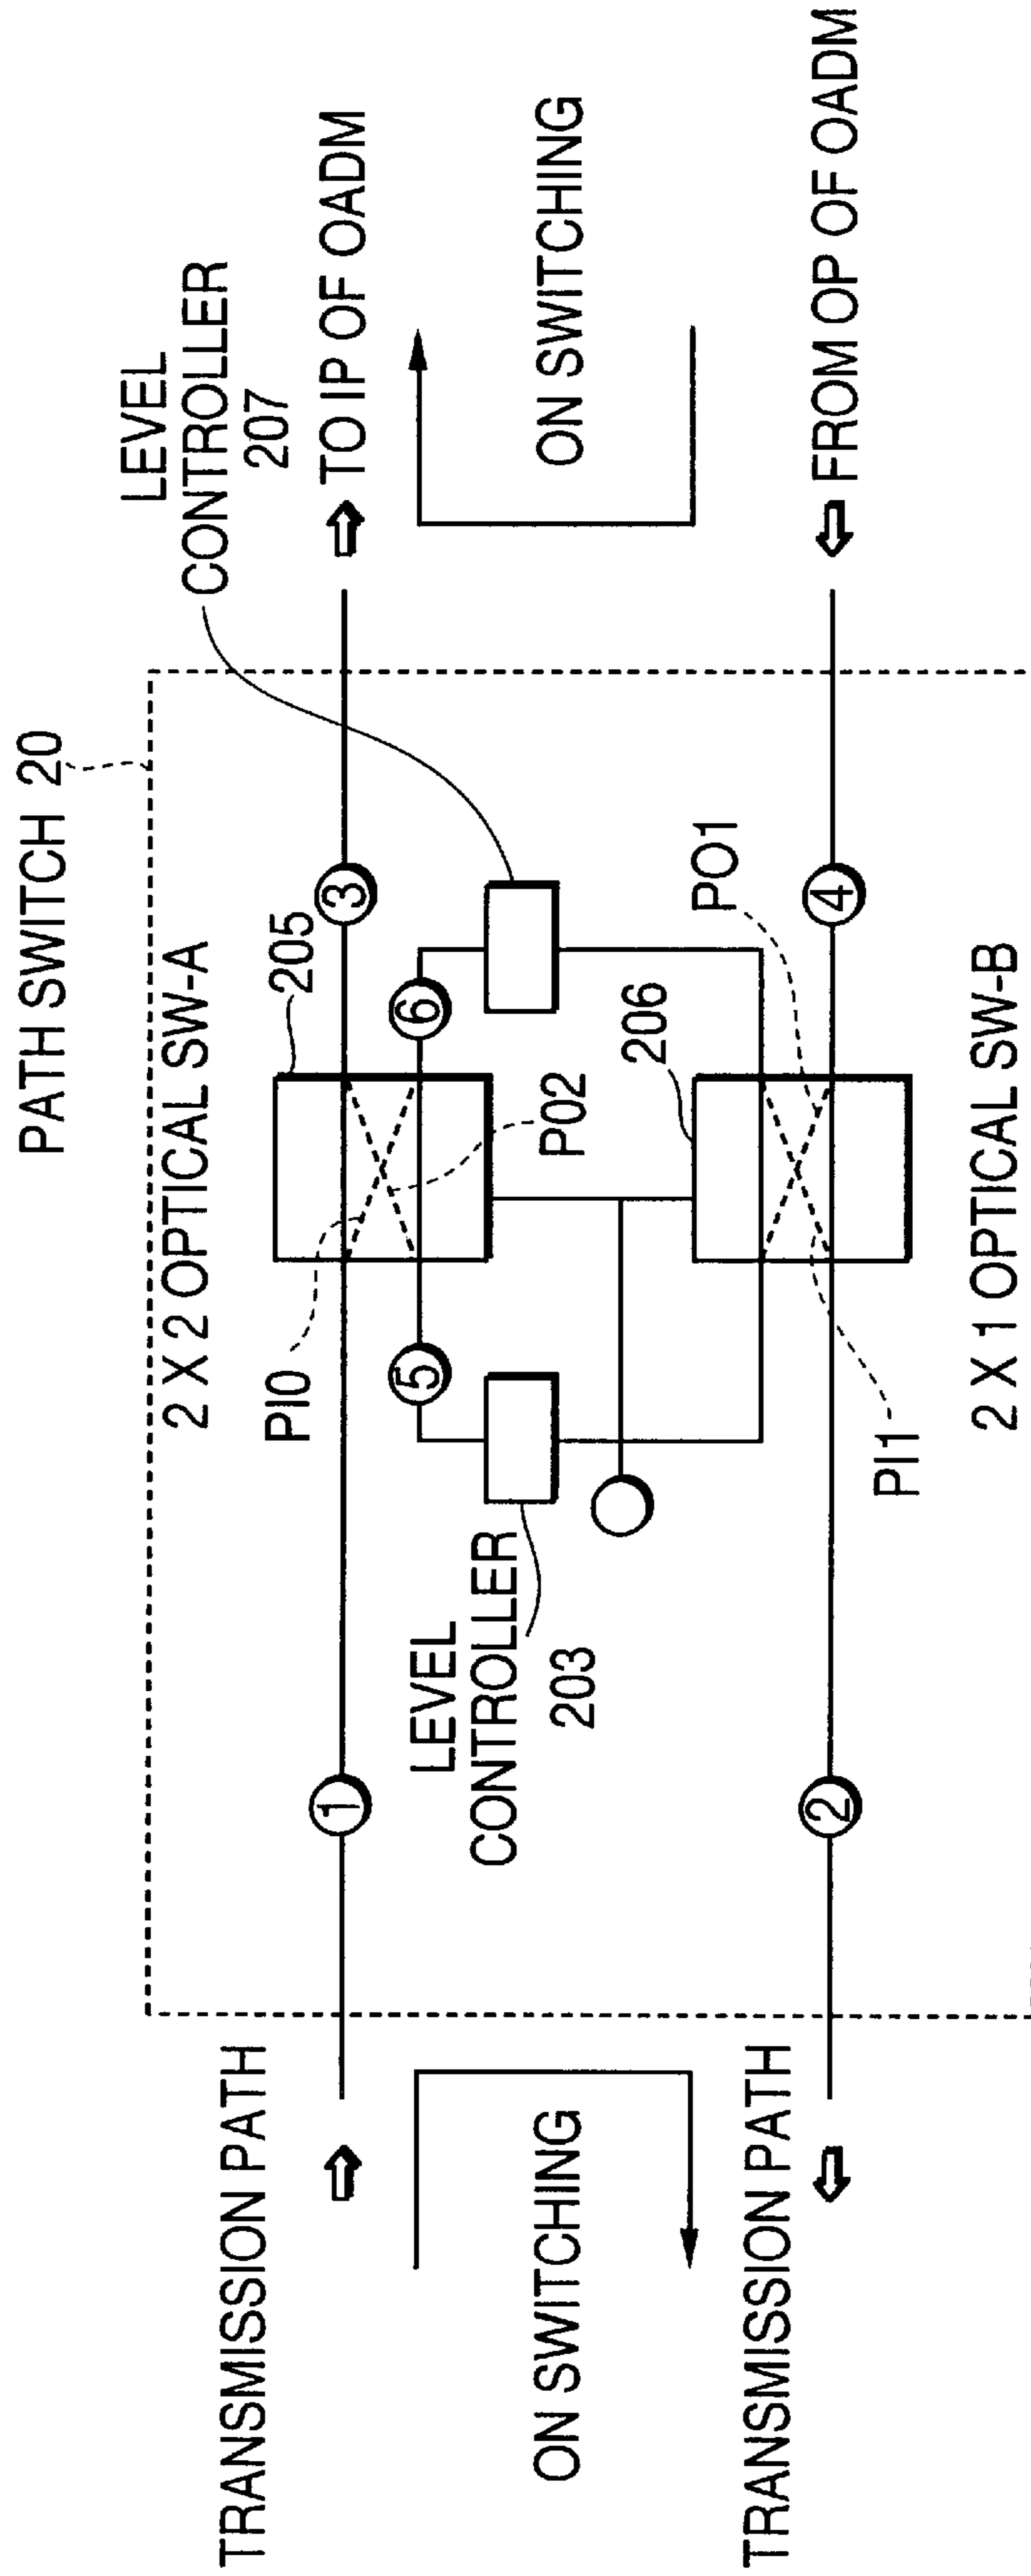 PATH SWITCH 20
2 X 2 OPTICAL SW-A
LEVEL
CONTROLLER
207
TRANSMISSION PATH
1
PI0
205
3
TO IP OF OADM
5
6
P02
LEVEL
CONTROLLER
203
ON SWITCHING
ON SWITCHING
206
PO1
TRANSMISSION PATH
2
PI1
4
FROM OP OF OADM
2 X 1 OPTICAL SW-B